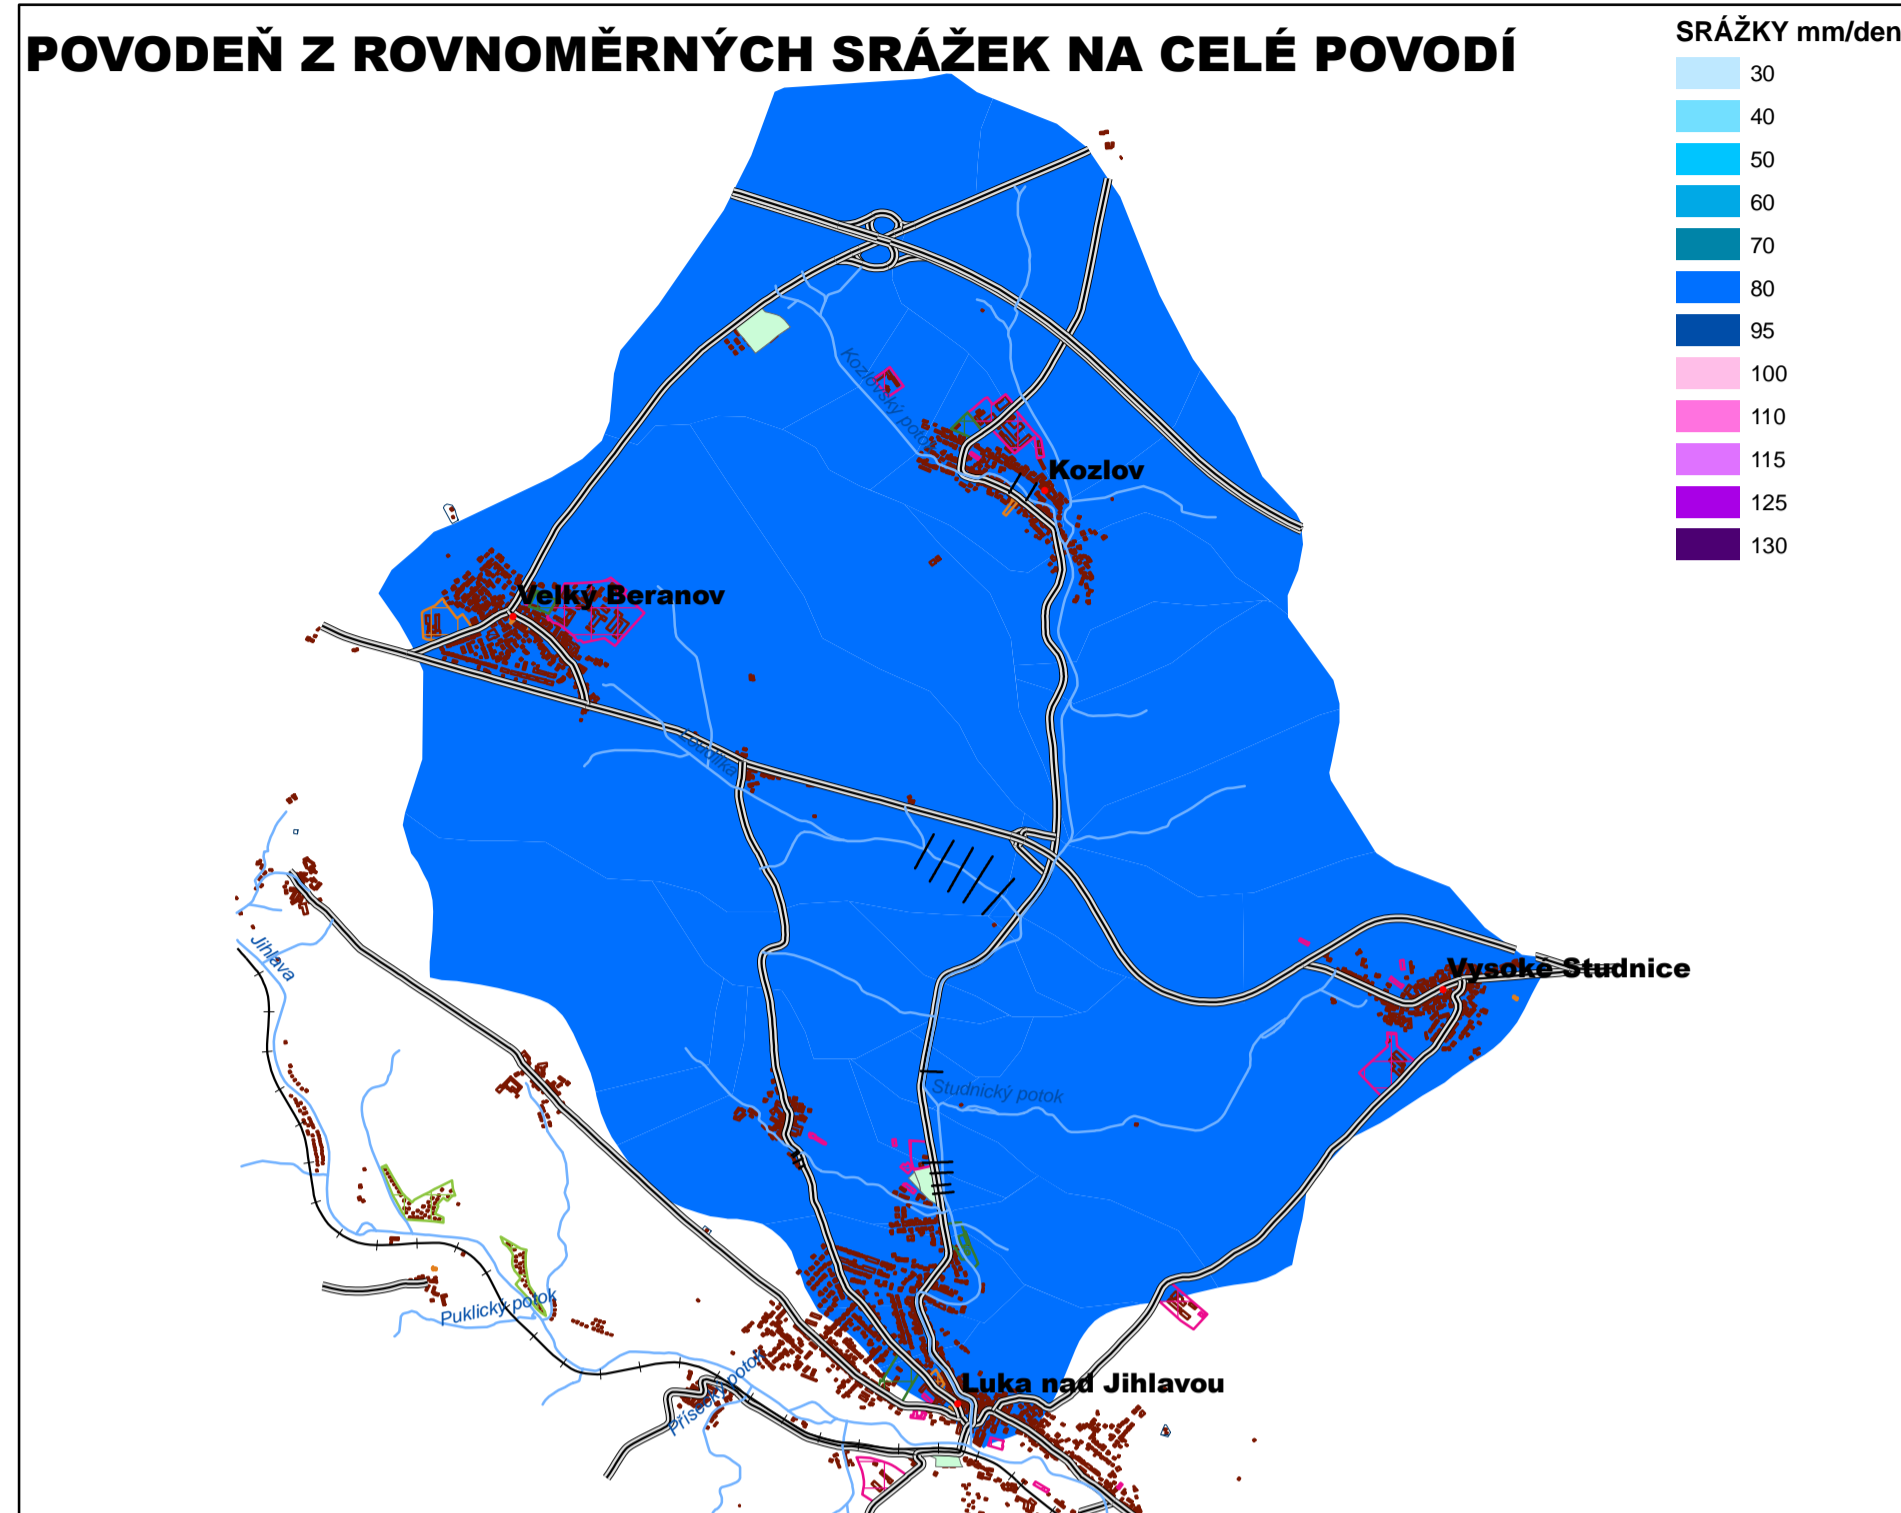 POVODEŇ Z ROVNOMĚRNÝCH SRÁŽEK NA CELÉ POVODÍ
SRÁŽKY mm/den
30
40
50
60
70
80
95
100
110
115
125
130
Kozlovský potok
Kozlov
Velký Beranov
Jihlava
Vysoké Studnice
Studnický potok
Puklický potok
Přísecký potok
Luka nad Jihlavou